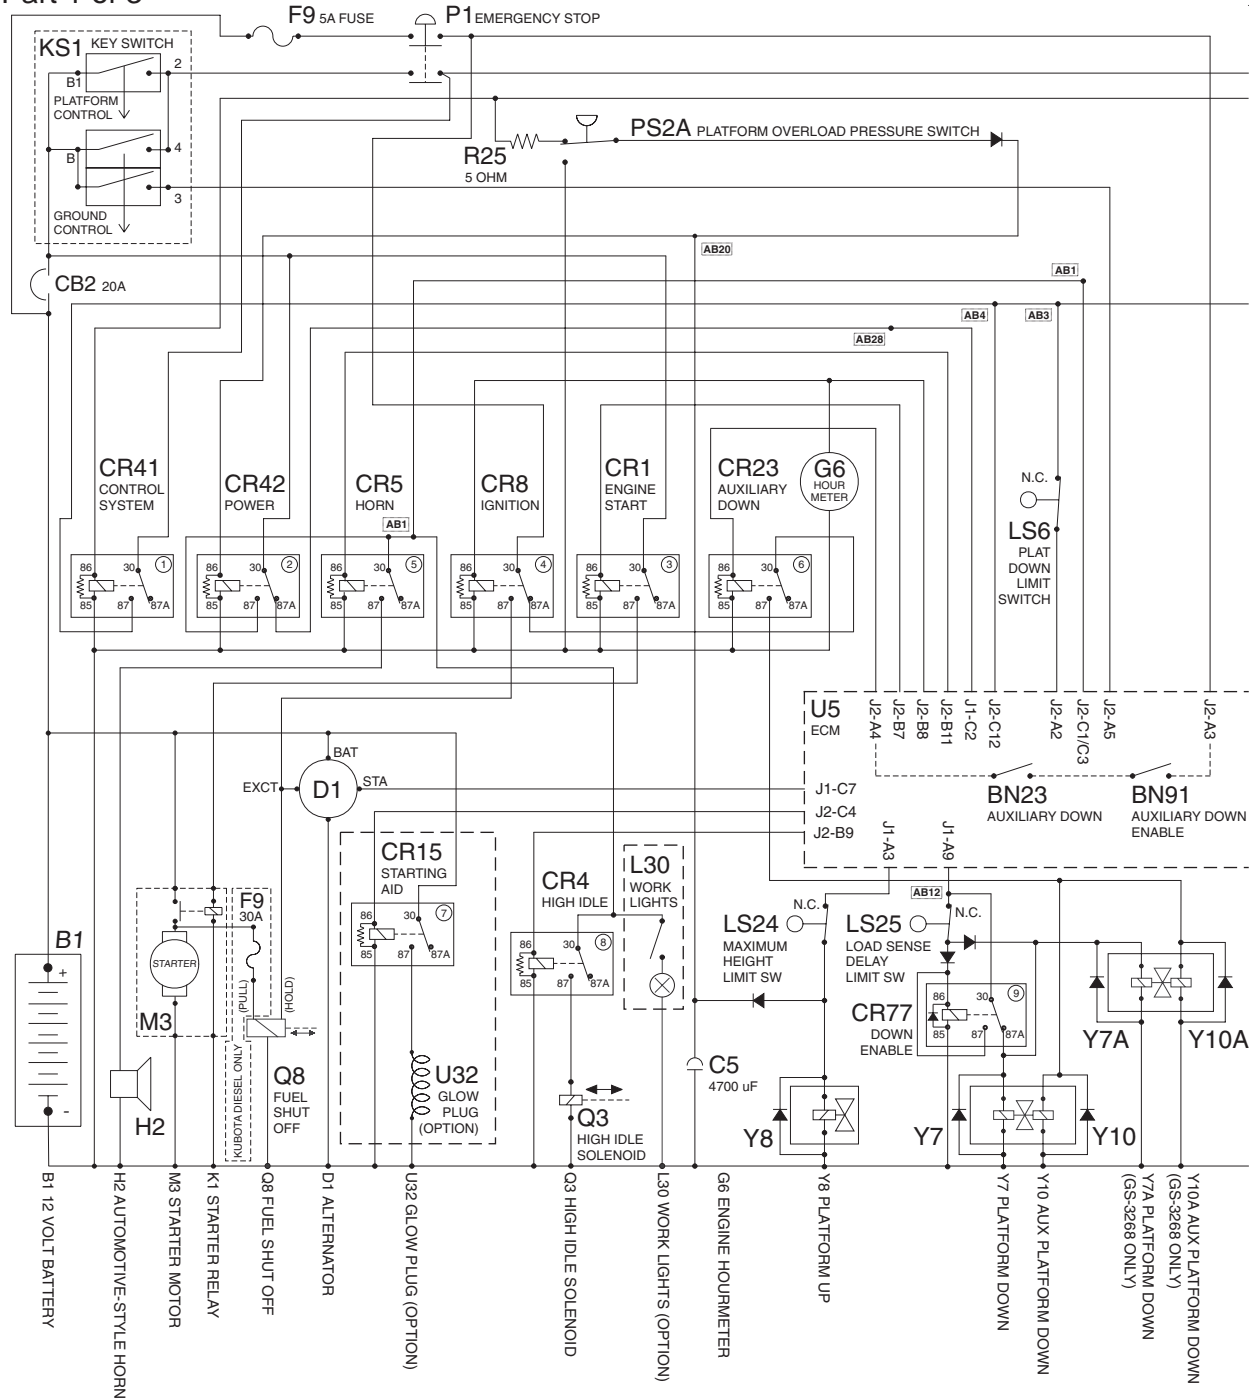 F9 5A FUSE
P1 EMERGENCY STOP
KS1 KEY SWITCH
B1
2
PLATFORM
CONTROL
B
4
3
GROUND
CONTROL
R25
5 OHM
PS2A PLATFORM OVERLOAD PRESSURE SWITCH
CB2 20A
AB20
AB1
AB4
AB3
AB28
CR41
CONTROL
SYSTEM
CR42
POWER
CR5
HORN
CR8
IGNITION
CR1
ENGINE
START
CR23
AUXILIARY
DOWN
G6
HOUR
METER
N.C.
LS6
PLAT
DOWN
LIMIT
SWITCH
AB1
86 30 1
85 87 87A
86 30 2
85 87 87A
86 30 5
85 87 87A
86 30 4
85 87 87A
86 30 3
85 87 87A
86 30 6
85 87 87A
U5
ECM
J2-A4
J2-B7
J2-B8
J2-B11
J1-C2
J2-C12
J2-A2
J2-C1/C3
J2-A5
J2-A3
BN23
AUXILIARY DOWN
BN91
AUXILIARY DOWN
ENABLE
J1-C7
J2-C4
J2-B9
J1-A3
J1-A9
BAT
EXCT
D1
STA
CR15
STARTING
AID
86 30 7
85 87 87A
CR4
HIGH IDLE
86 30 8
85 87 87A
L30
WORK
LIGHTS
AB12
N.C.
LS24
MAXIMUM
HEIGHT
LIMIT SW
N.C.
LS25
LOAD SENSE
DELAY
LIMIT SW
CR77
DOWN
ENABLE
86 30 9
85 87 87A
Y7A
Y10A
B1
+
-
STARTER
M3
F9
30A
(PULL)
(HOLD)
KUBOTA DIESEL ONLY
H2
Q8
FUEL
SHUT
OFF
U32
GLOW
PLUG
(OPTION)
Q3
HIGH IDLE
SOLENOID
C5
4700 uF
Y8
Y7
Y10
B1 12 VOLT BATTERY
H2 AUTOMOTIVE-STYLE HORN
M3 STARTER MOTOR
K1 STARTER RELAY
Q8 FUEL SHUT OFF
D1 ALTERNATOR
U32 GLOW PLUG (OPTION)
Q3 HIGH IDLE SOLENOID
L30 WORK LIGHTS (OPTION)
G6 ENGINE HOURMETER
Y8 PLATFORM UP
Y7 PLATFORM DOWN
Y10 AUX PLATFORM DOWN
Y7A PLATFORM DOWN
(GS-3268 ONLY)
Y10A AUX PLATFORM DOWN
(GS-3268 ONLY)